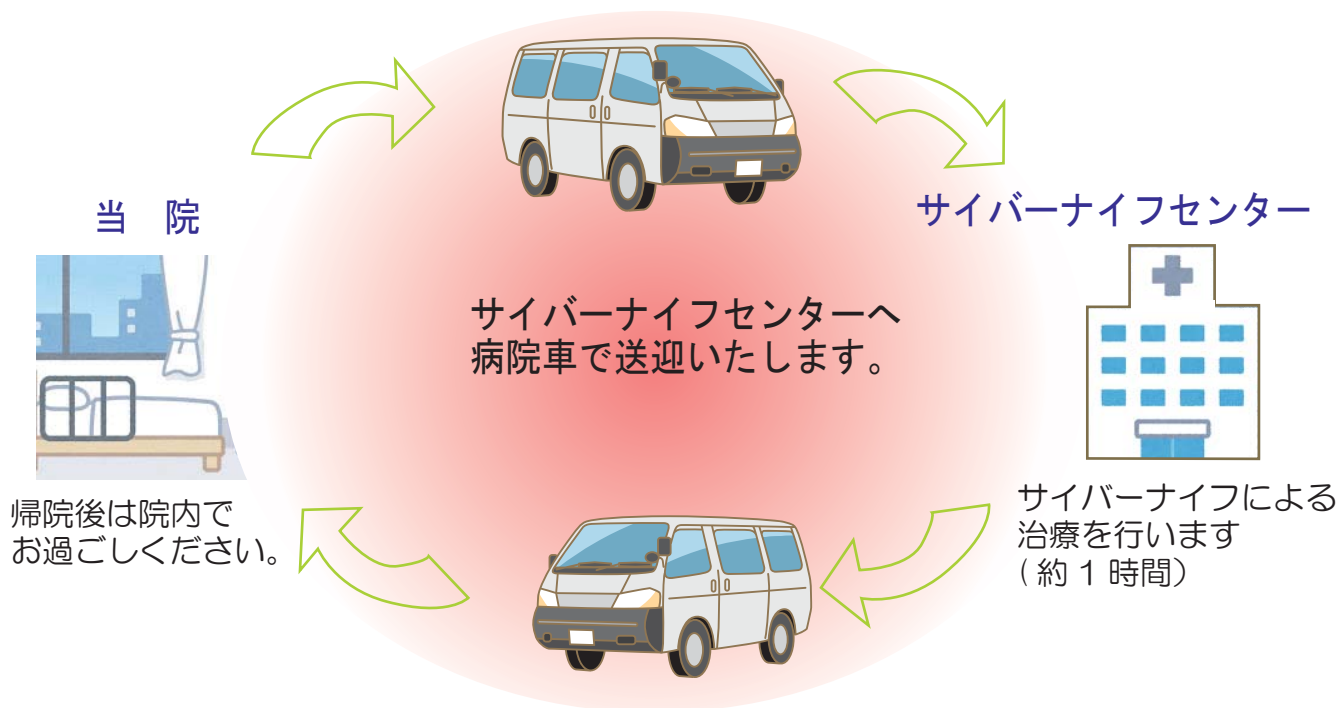 当　院
サイバーナイフセンター
サイバーナイフセンターへ
病院車で送迎いたします。
帰院後は院内で
お過ごしください。
サイバーナイフによる
治療を行います
( 約 1 時間）